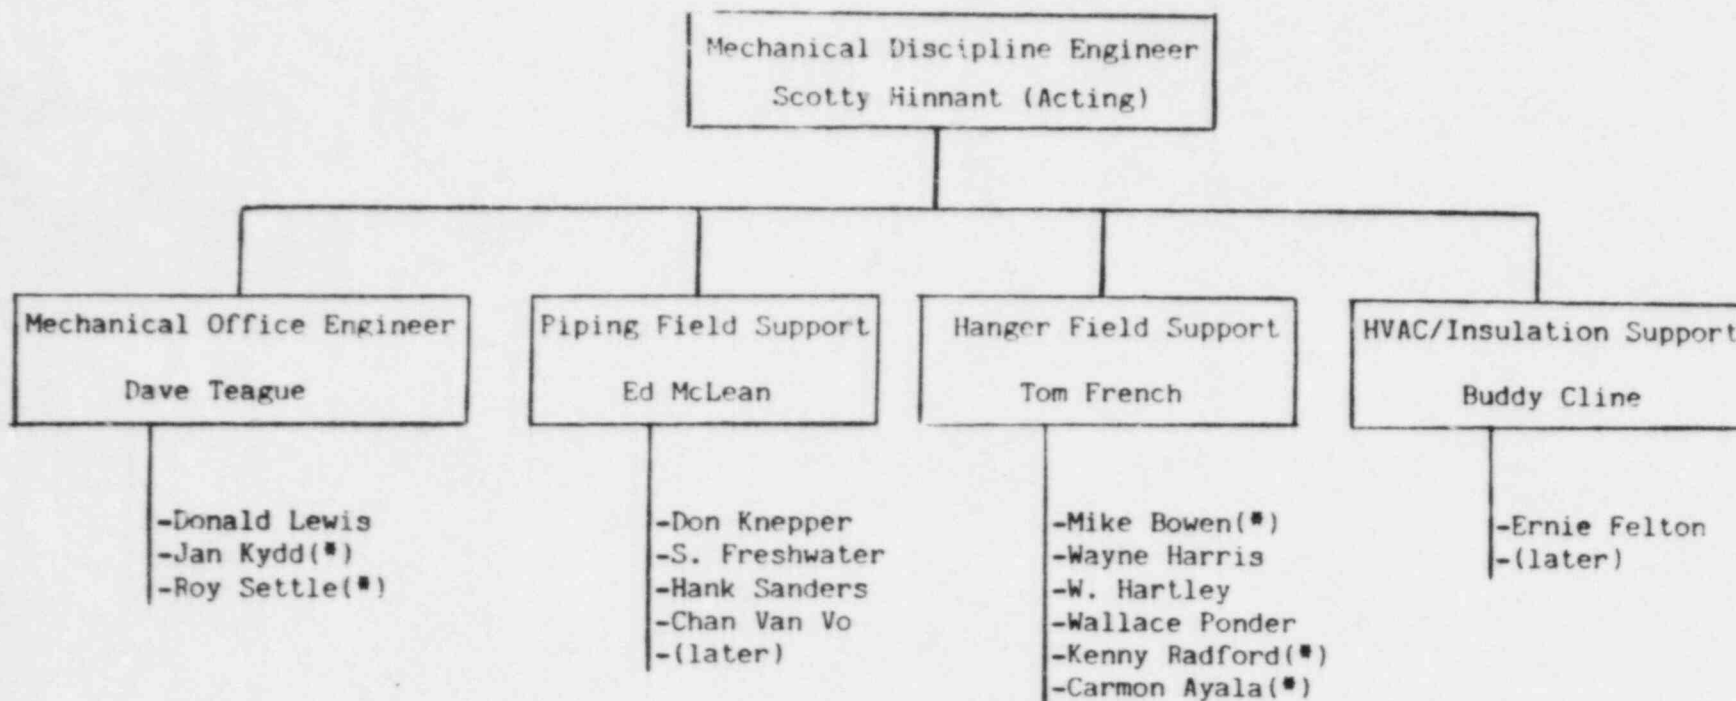 Mechanical Discipline Engineer
Scotty Hinnant (Acting)
Mechanical Office Engineer
Dave Teague
-Donald Lewis
-Jan Kydd(*)
-Roy Settle(*)
Piping Field Support
Ed McLean
-Don Knepper
-S. Freshwater
-Hank Sanders
-Chan Van Vo
-(later)
Hanger Field Support
Tom French
-Mike Bowen(*)
-Wayne Harris
-W. Hartley
-Wallace Ponder
-Kenny Radford(*)
-Carmon Ayala(*)
HVAC/Insulation Support
Buddy Cline
-Ernie Felton
-(later)